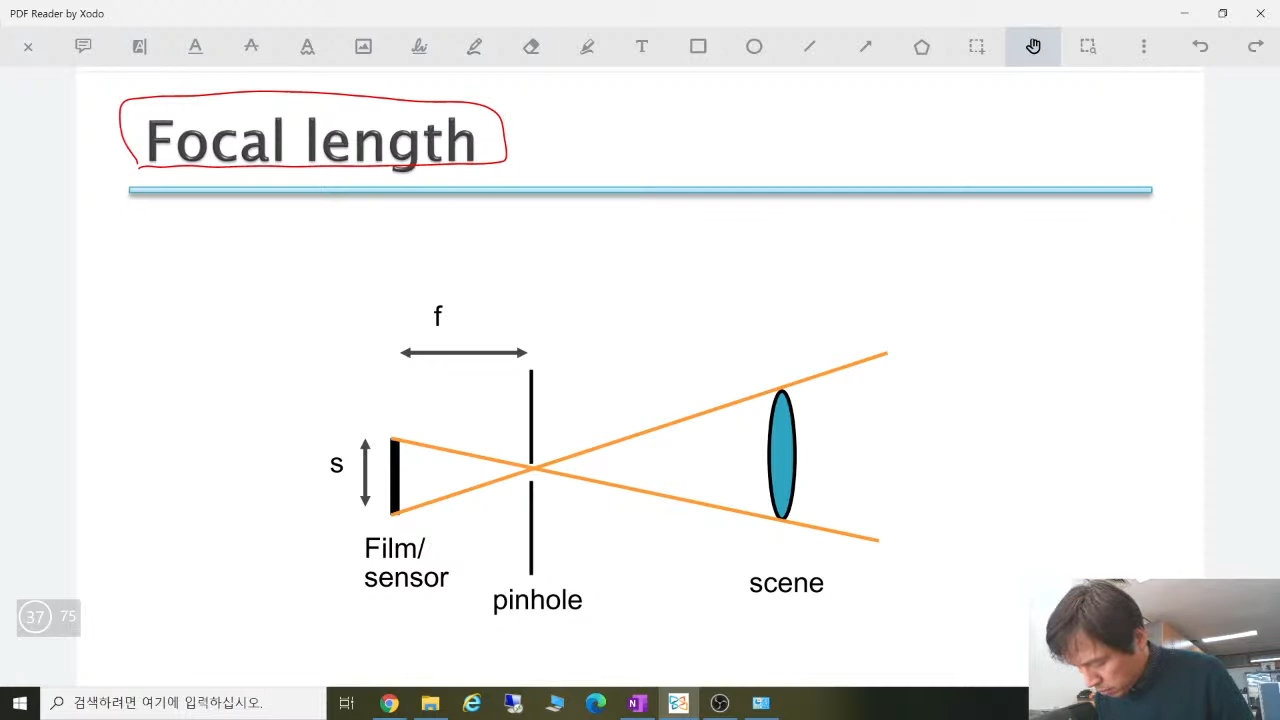 PDF Reader by Xodo
Focal length
f
s
Film/
sensor
pinhole
scene
37 75
검색하려면 여기에 입력하십시오.